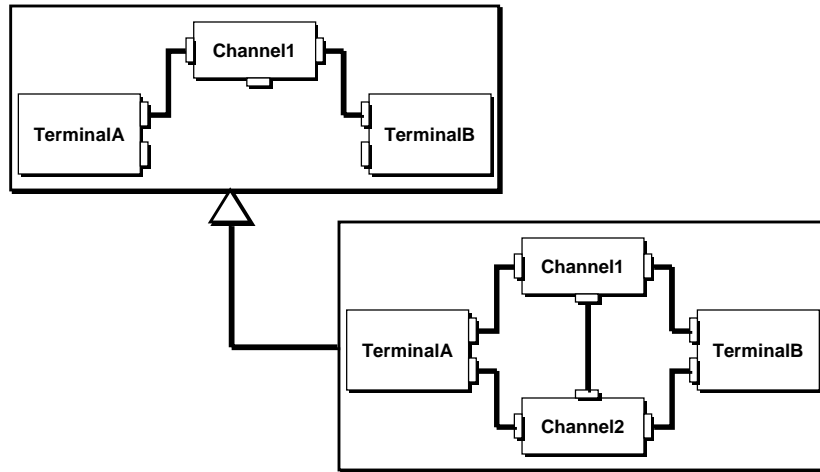 Channel1
TerminalA
TerminalB
Channel1
TerminalA
TerminalB
Channel2